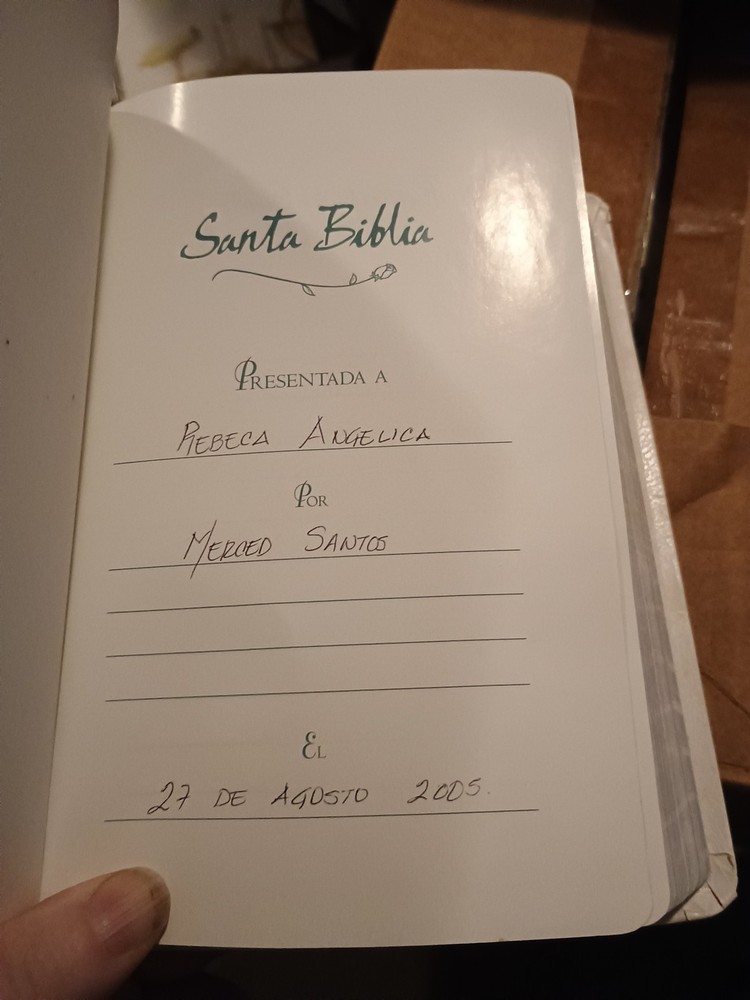 Santa Biblia
PRESENTADA A
REBECA ANGELICA
POR
MERCED SANTOS
EL
27 DE AGOSTO 2005.